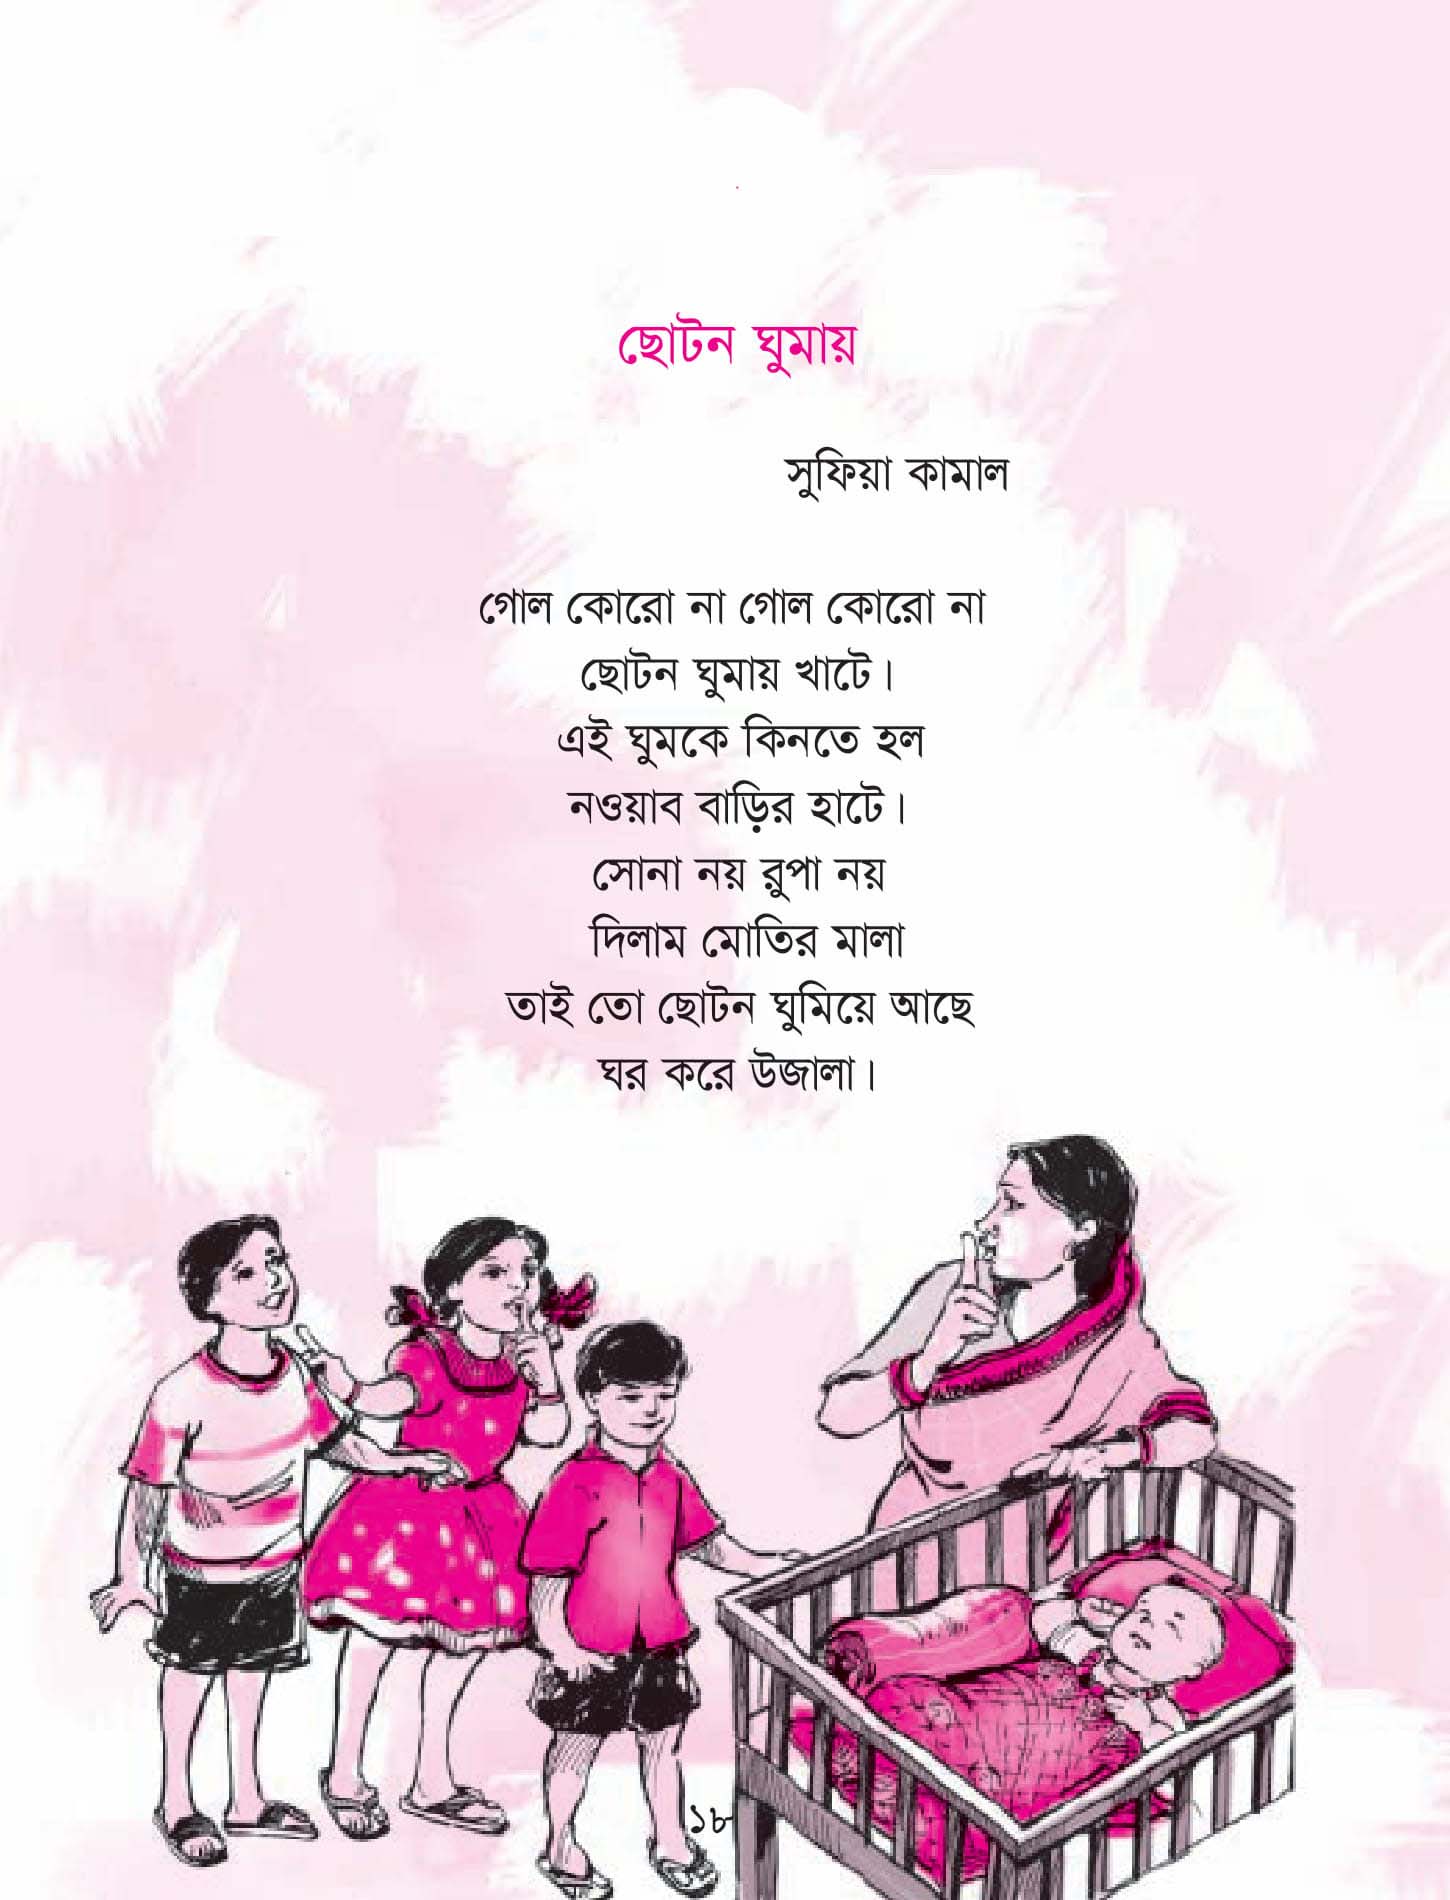 ছোটন ঘুমায়
সুফিয়া কামাল
গোল কোরো না গোল কোরো না
ছোটন ঘুমায় খাটে।
এই ঘুমকে কিনতে হল
নওয়াব বাড়ির হাটে।
সোনা নয় রুপা নয়
দিলাম মোতির মালা
তাই তো ছোটন ঘুমিয়ে আছে
ঘর করে উজালা।
১৮